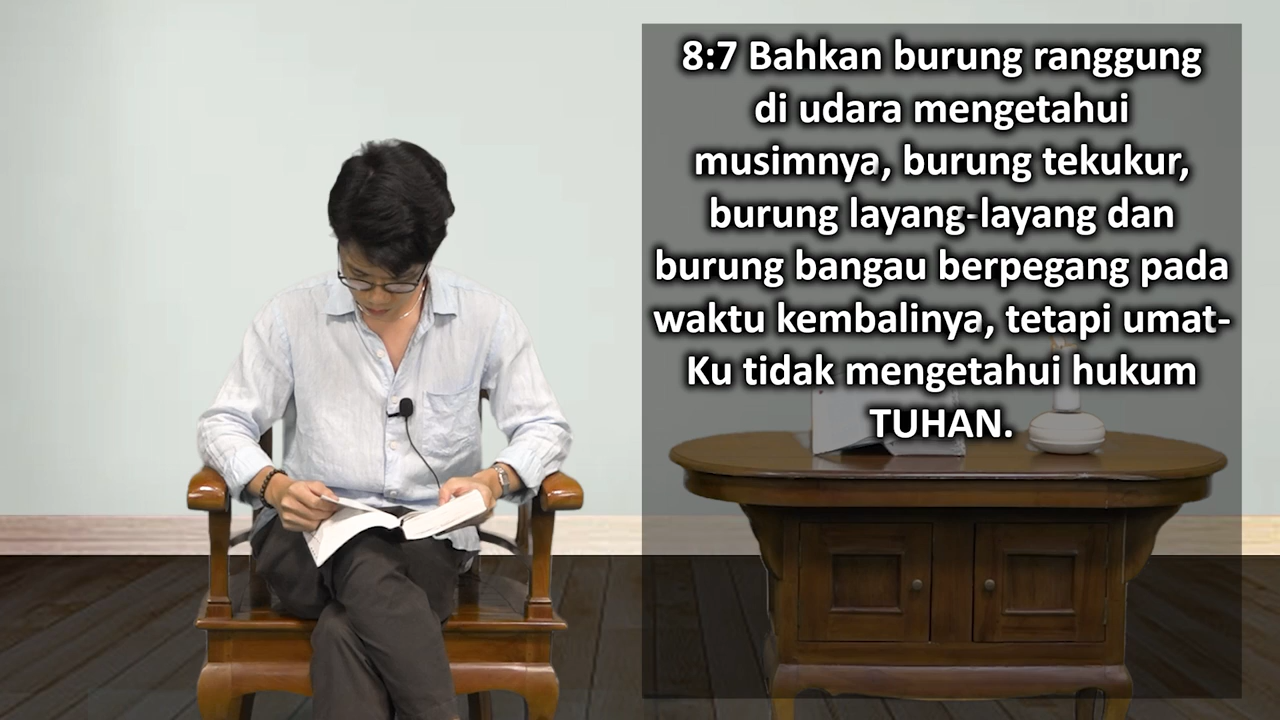 8:7 Bahkan burung ranggung
di udara mengetahui
musimnya, burung tekukur,
burung layang-layang dan
burung bangau berpegang pada
waktu kembalinya, tetapi umat-
Ku tidak mengetahui hukum
TUHAN.